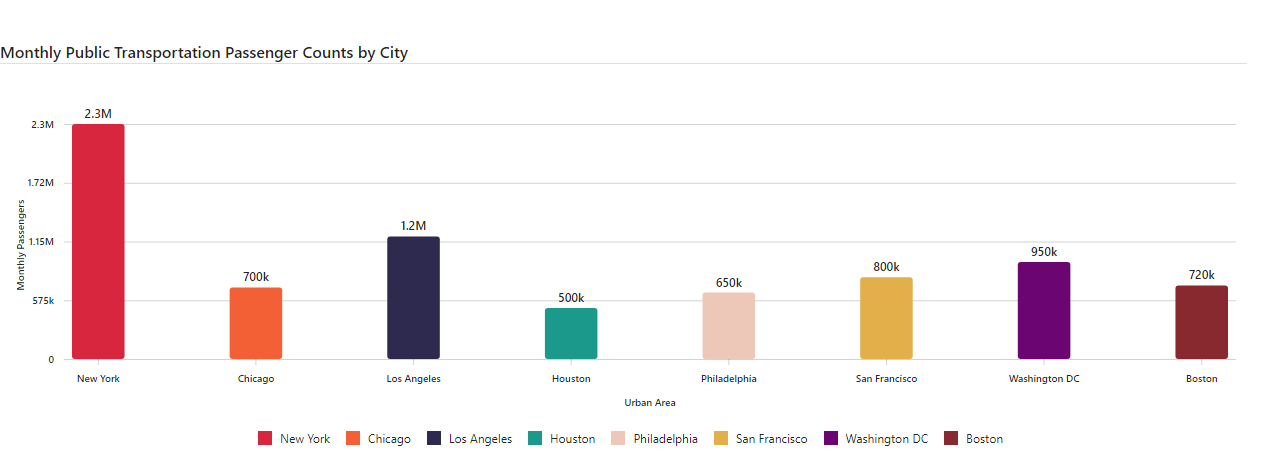 Monthly Public Transportation Passenger Counts by City
2.3M
2.3M
1.72M
1.2M
Monthly Passengers
1.15M
950k
800k
700k
720k
650k
575k
500k
0
New York Chicago Los Angeles Houston Philadelphia San Francisco Washington DC Boston
Urban Area
New York Chicago Los Angeles Houston Philadelphia San Francisco Washington DC Boston